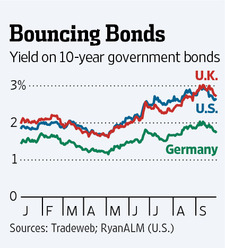 Bouncing Bonds
Yield on 10-year government bonds
U.K.
3%
U.S.
2
Germany
1
0
J F M A M J J A S
Sources: Tradeweb; RyanALM (U.S.)